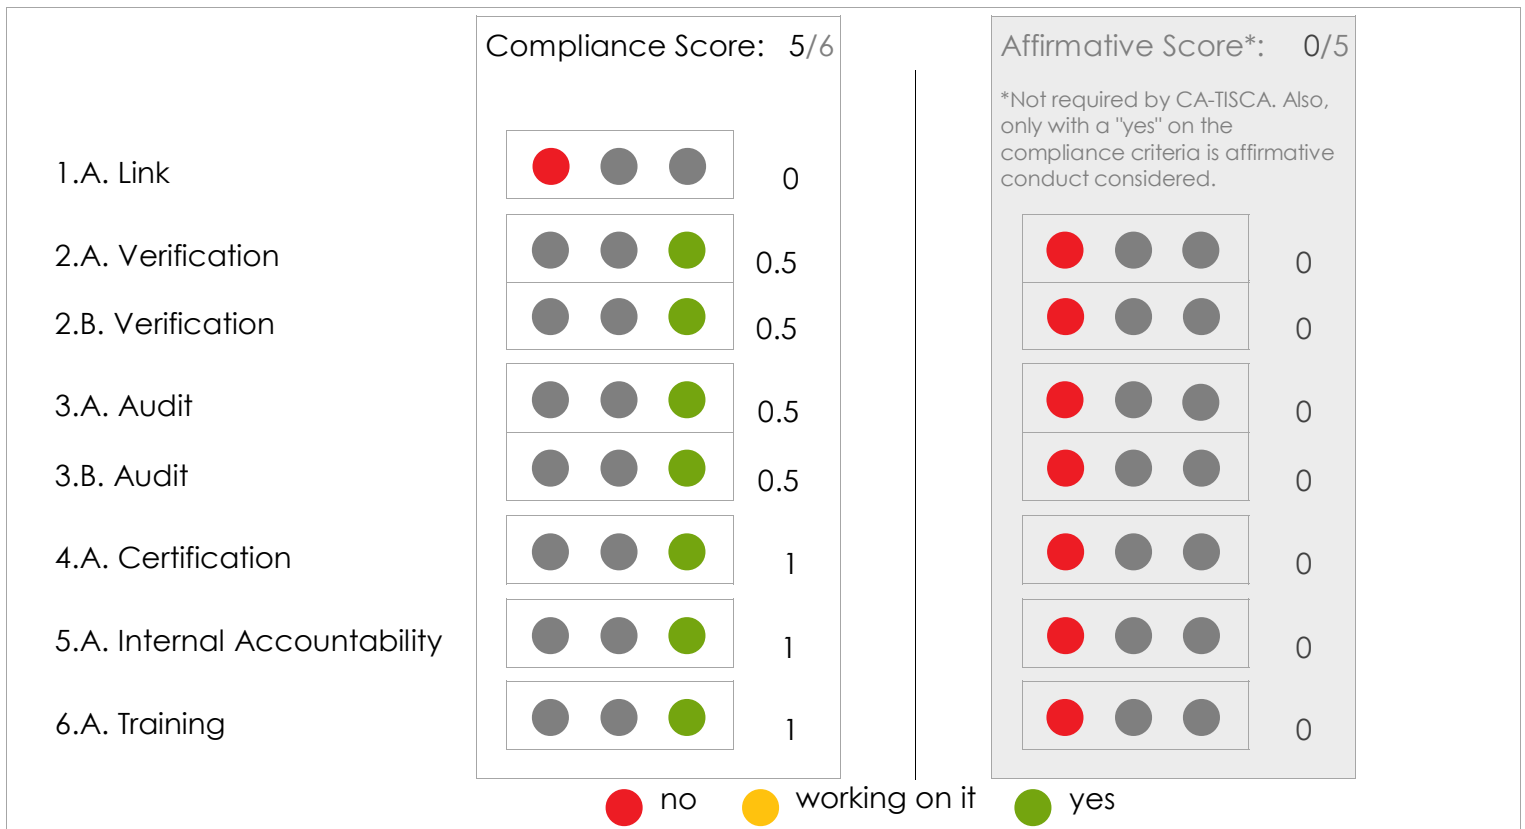 Compliance Score: 5/6
Affirmative Score*: 0/5
*Not required by CA-TISCA. Also,
only with a "yes" on the
compliance criteria is affirmative
conduct considered.
1.A. Link 0
2.A. Verification 0.5 0
2.B. Verification 0.5 0
3.A. Audit 0.5 0
3.B. Audit 0.5 0
4.A. Certification 1 0
5.A. Internal Accountability 1 0
6.A. Training 1 0
no working on it yes